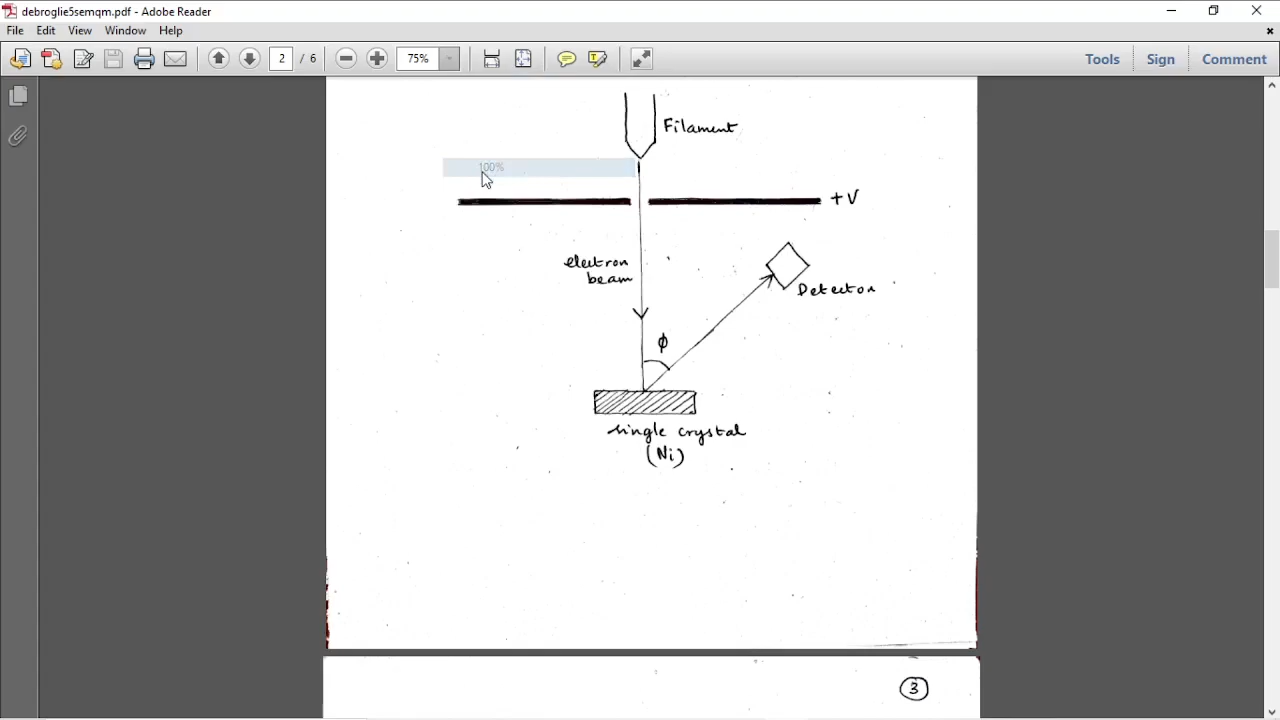 debroglie5semqm.pdf - Adobe Reader
File Edit View Window Help
2 / 6 75% Tools Sign Comment
Filament
100%
+V
electron
beam
Detector
ϕ
single crystal
(Ni)
3